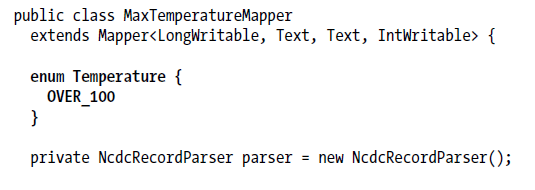 public class MaxTemperatureMapper
extends Mapper<LongWritable, Text, Text, IntWritable> {
enum Temperature {
OVER_100
}
private NcdcRecordParser parser = new NcdcRecordParser();